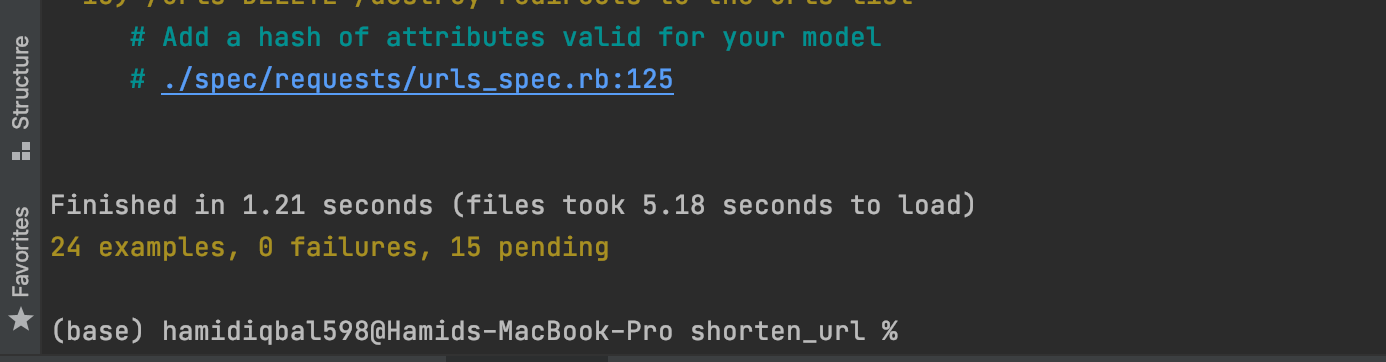 Structure
Favorites
# Add a hash of attributes valid for your model
# ./spec/requests/urls_spec.rb:125
Finished in 1.21 seconds (files took 5.18 seconds to load)
24 examples, 0 failures, 15 pending
(base) hamidiqbal598@Hamids-MacBook-Pro shorten_url %